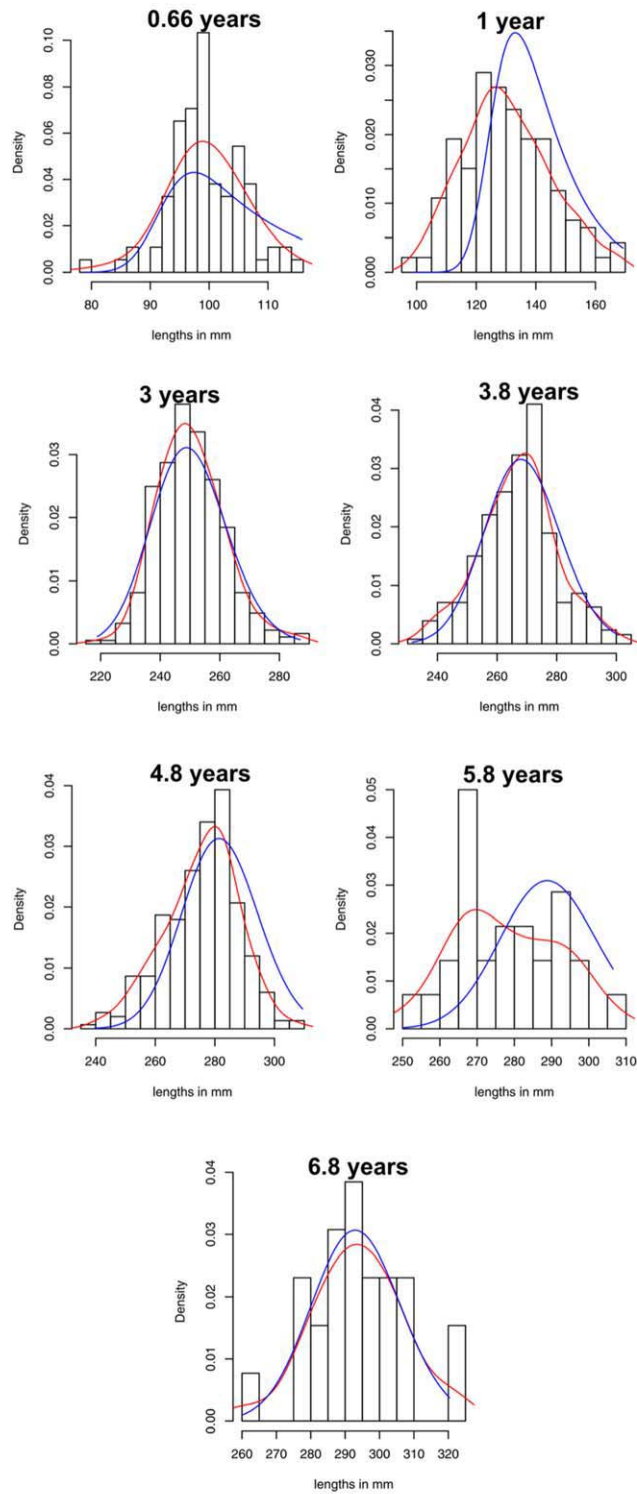 0.66 years
Density
0.00 0.02 0.04 0.06 0.08 0.10
80 90 100 110
lengths in mm
1 year
Density
0.000 0.010 0.020 0.030
100 120 140 160
lengths in mm
3 years
Density
0.00 0.01 0.02 0.03
220 240 260 280
lengths in mm
3.8 years
Density
0.00 0.01 0.02 0.03 0.04
240 260 280 300
lengths in mm
4.8 years
Density
0.00 0.01 0.02 0.03 0.04
240 260 280 300
lengths in mm
5.8 years
Density
0.00 0.01 0.02 0.03 0.04 0.05
250 260 270 280 290 300 310
lengths in mm
6.8 years
Density
0.00 0.01 0.02 0.03 0.04
260 270 280 290 300 310 320
lengths in mm